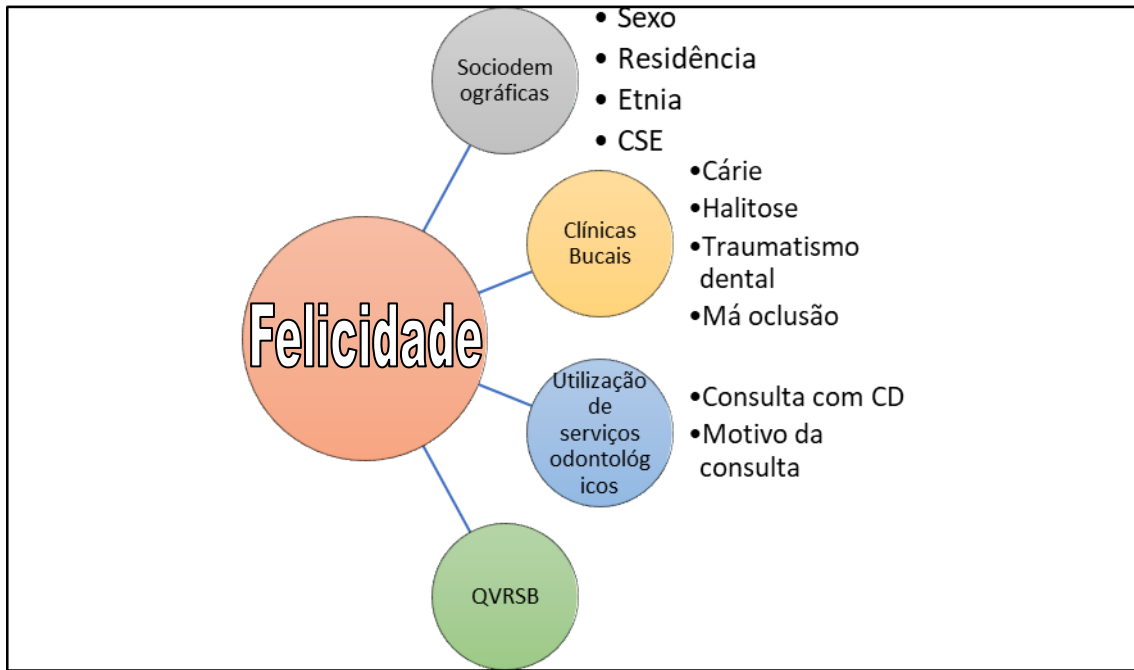 Sociodem
ográficas
• Sexo
• Residência
• Etnia
• CSE
Clínicas
Bucais
•Cárie
•Halitose
•Traumatismo
dental
•Má oclusão
Felicidade
Utilização
de
serviços
odontológ
icos
•Consulta com CD
•Motivo da
consulta
QVRSB